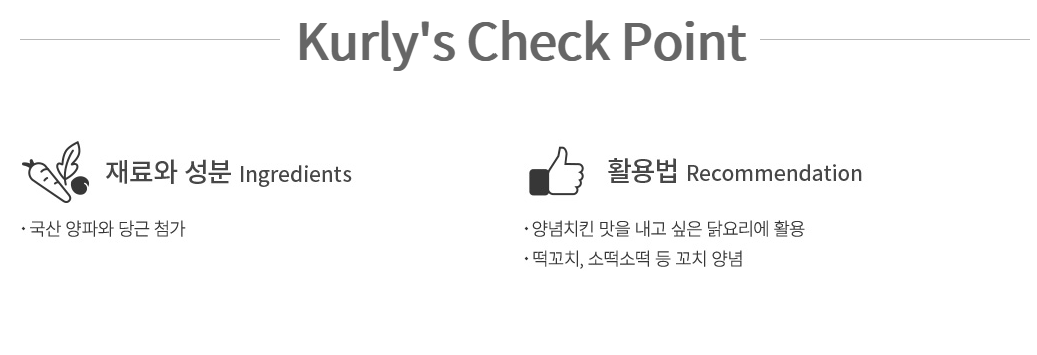 Kurly's Check Point
재료와 성분 Ingredients
· 국산 양파와 당근 첨가
활용법 Recommendation
· 양념치킨 맛을 내고 싶은 닭요리에 활용
· 떡꼬치, 소떡소떡 등 꼬치 양념